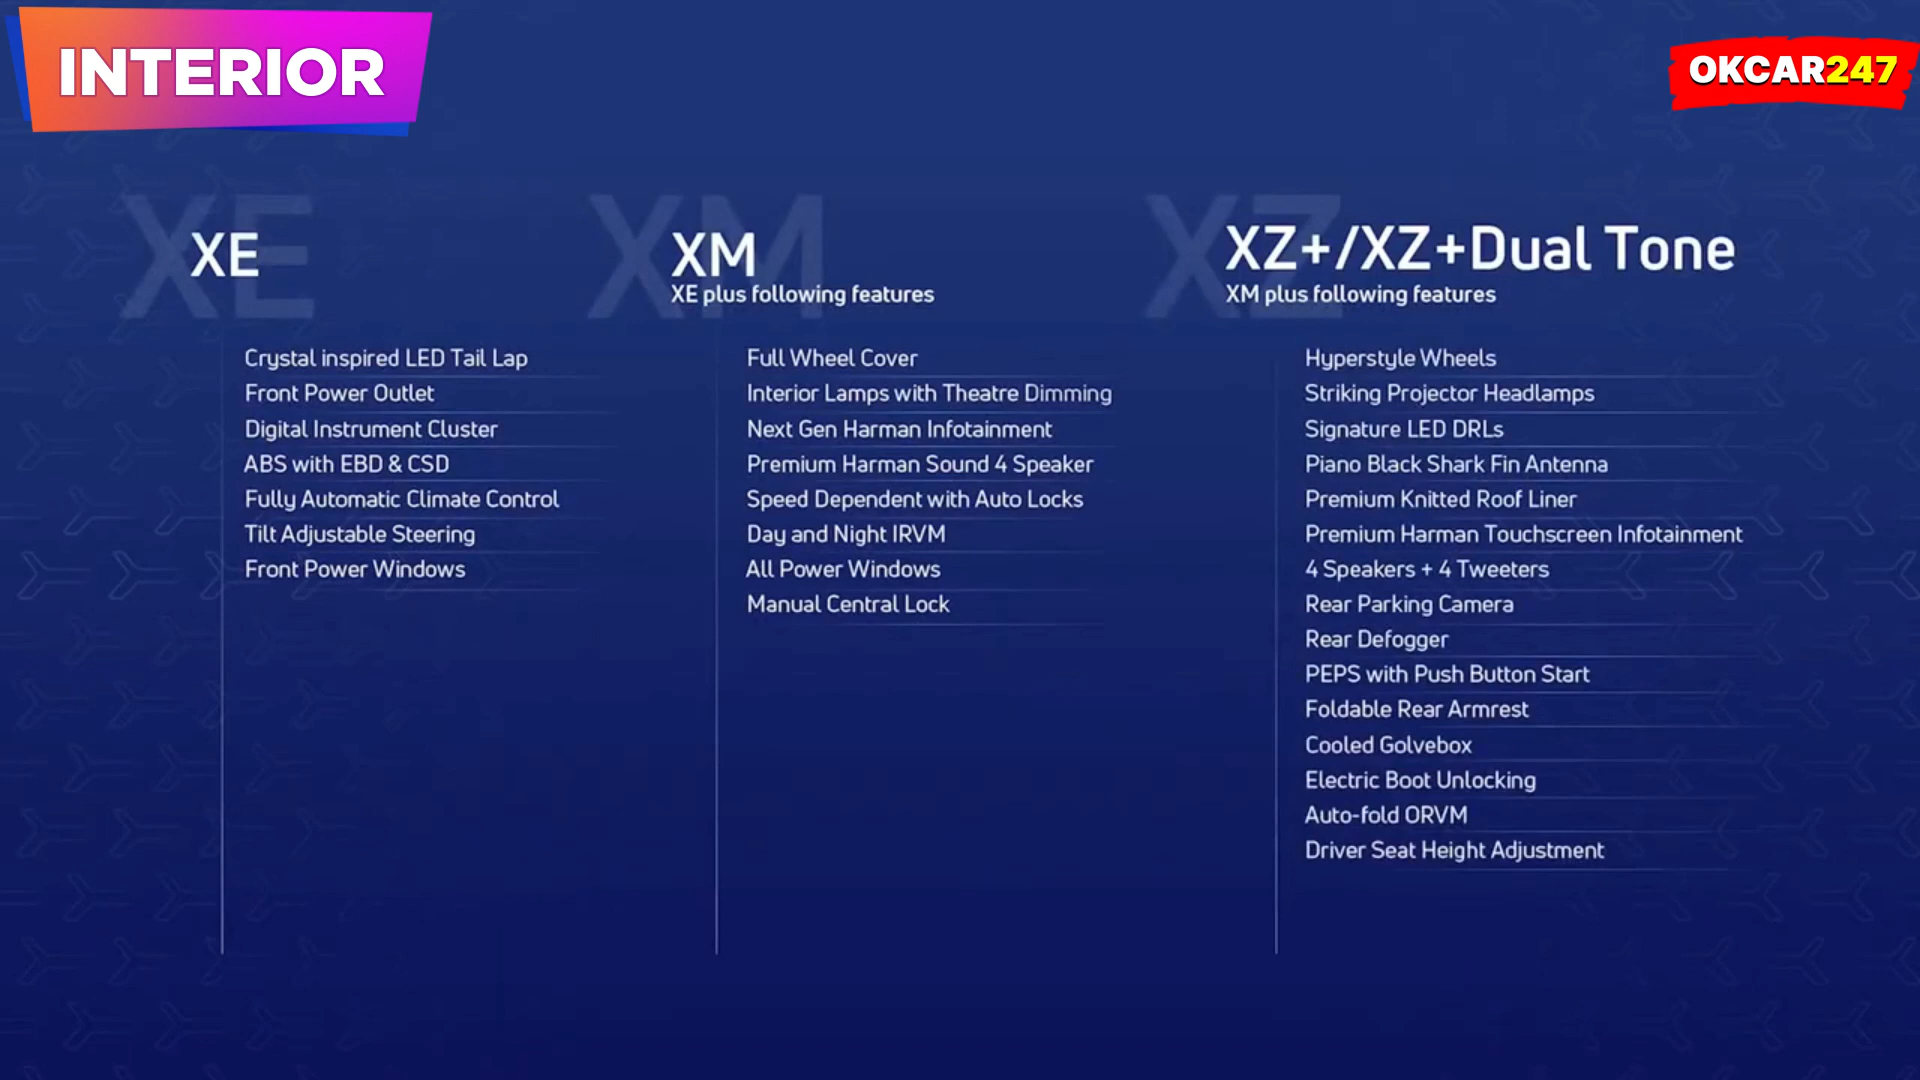 INTERIOR
OKCAR247
XE
Crystal inspired LED Tail Lap
Front Power Outlet
Digital Instrument Cluster
ABS with EBD & CSD
Fully Automatic Climate Control
Tilt Adjustable Steering
Front Power Windows
XM
XE plus following features
Full Wheel Cover
Interior Lamps with Theatre Dimming
Next Gen Harman Infotainment
Premium Harman Sound 4 Speaker
Speed Dependent with Auto Locks
Day and Night IRVM
All Power Windows
Manual Central Lock
XZ+/XZ+Dual Tone
XM plus following features
Hyperstyle Wheels
Striking Projector Headlamps
Signature LED DRLs
Piano Black Shark Fin Antenna
Premium Knitted Roof Liner
Premium Harman Touchscreen Infotainment
4 Speakers + 4 Tweeters
Rear Parking Camera
Rear Defogger
PEPS with Push Button Start
Foldable Rear Armrest
Cooled Golvebox
Electric Boot Unlocking
Auto-fold ORVM
Driver Seat Height Adjustment
XE
XM
XZ